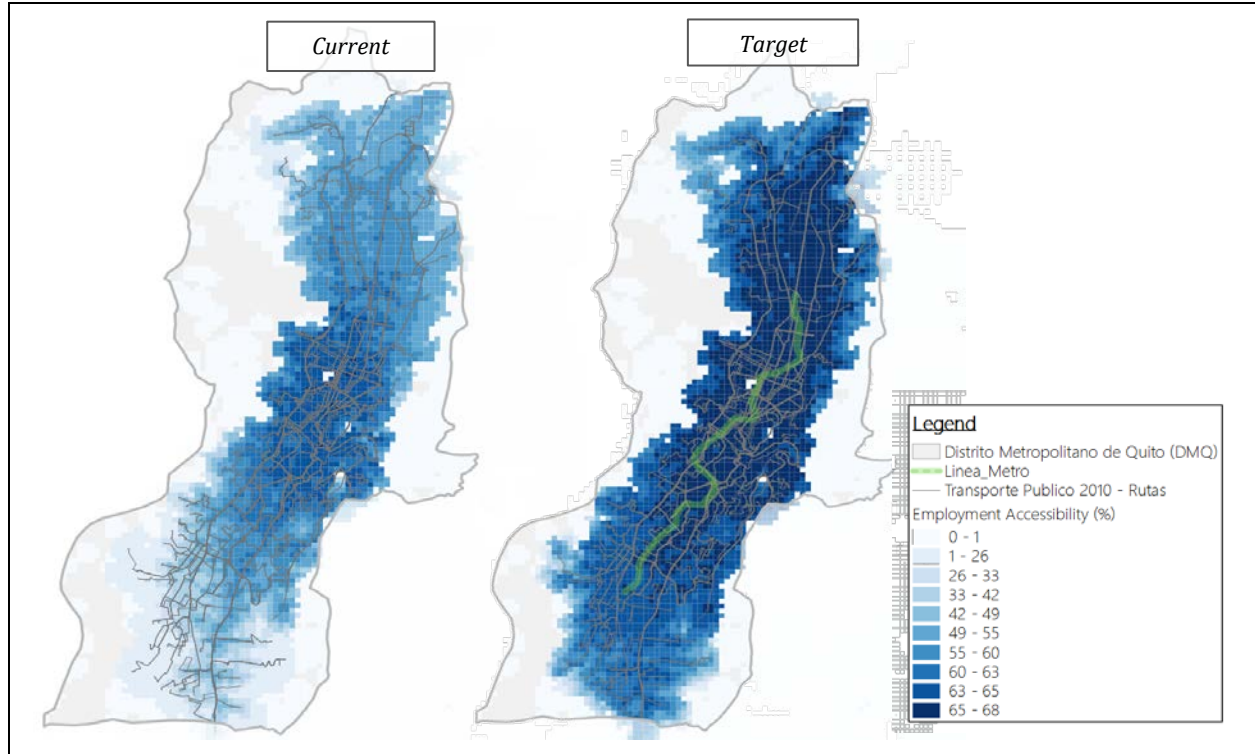 Current
Target
Legend
Distrito Metropolitano de Quito (DMQ)
Linea_Metro
Transporte Publico 2010 - Rutas
Employment Accessibility (%)
0 - 1
1 - 26
26 - 33
33 - 42
42 - 49
49 - 55
55 - 60
60 - 63
63 - 65
65 - 68